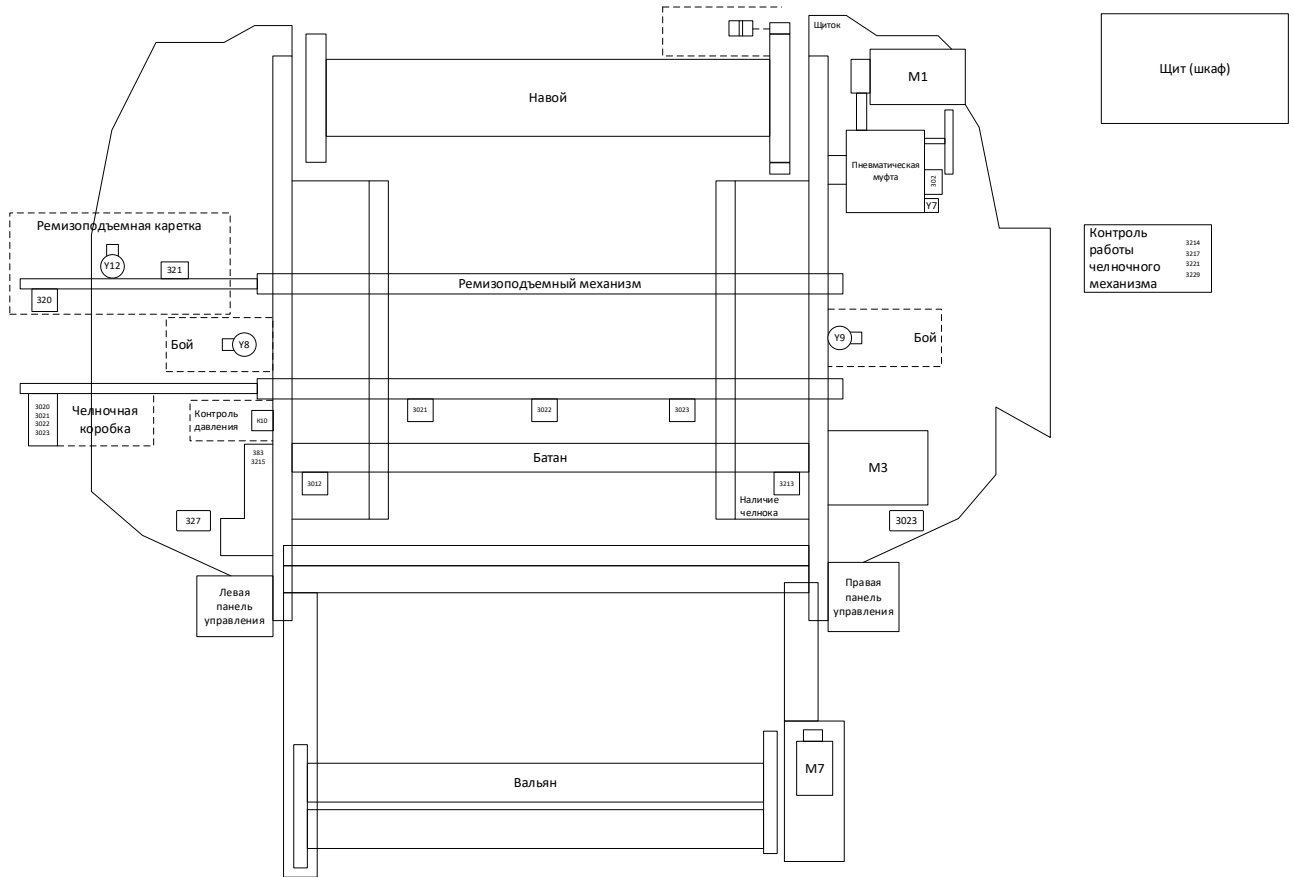 Щиток
Щит (шкаф)
М1
Навой
Пневматическая
муфта
302
Y7
Ремизоподъемная каретка
Y12
321
320
Ремизоподъемный механизм
Контроль
работы
челночного
механизма
3214
3217
3221
3229
Бой
Y8
Y9
Бой
3020
3021
3022
3023
Челночная
коробка
Контроль
давления
К10
3021
3022
3023
383
3215
Батан
М3
3012
3213
Наличие
челнока
327
3023
Левая
панель
управления
Правая
панель
управления
М7
Вальян